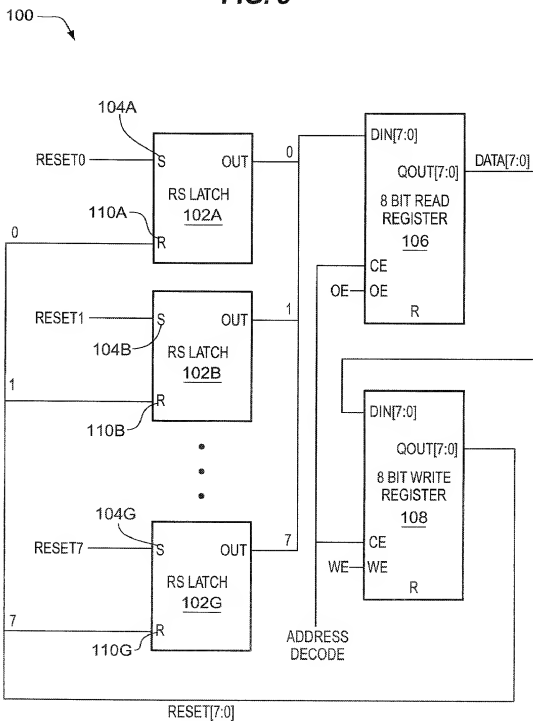 100
104A
RESET0
S
OUT
0
RS LATCH
102A
110A
R
0
RESET1
S
OUT
1
104B
RS LATCH
102B
1
R
110B
104G
RESET7
S
OUT
7
RS LATCH
102G
7
R
110G
RESET[7:0]
DIN[7:0]
QOUT[7:0]
DATA[7:0]
8 BIT READ
REGISTER
106
CE
OE OE
R
DIN[7:0]
QOUT[7:0]
8 BIT WRITE
REGISTER
108
CE
WE WE
R
ADDRESS
DECODE